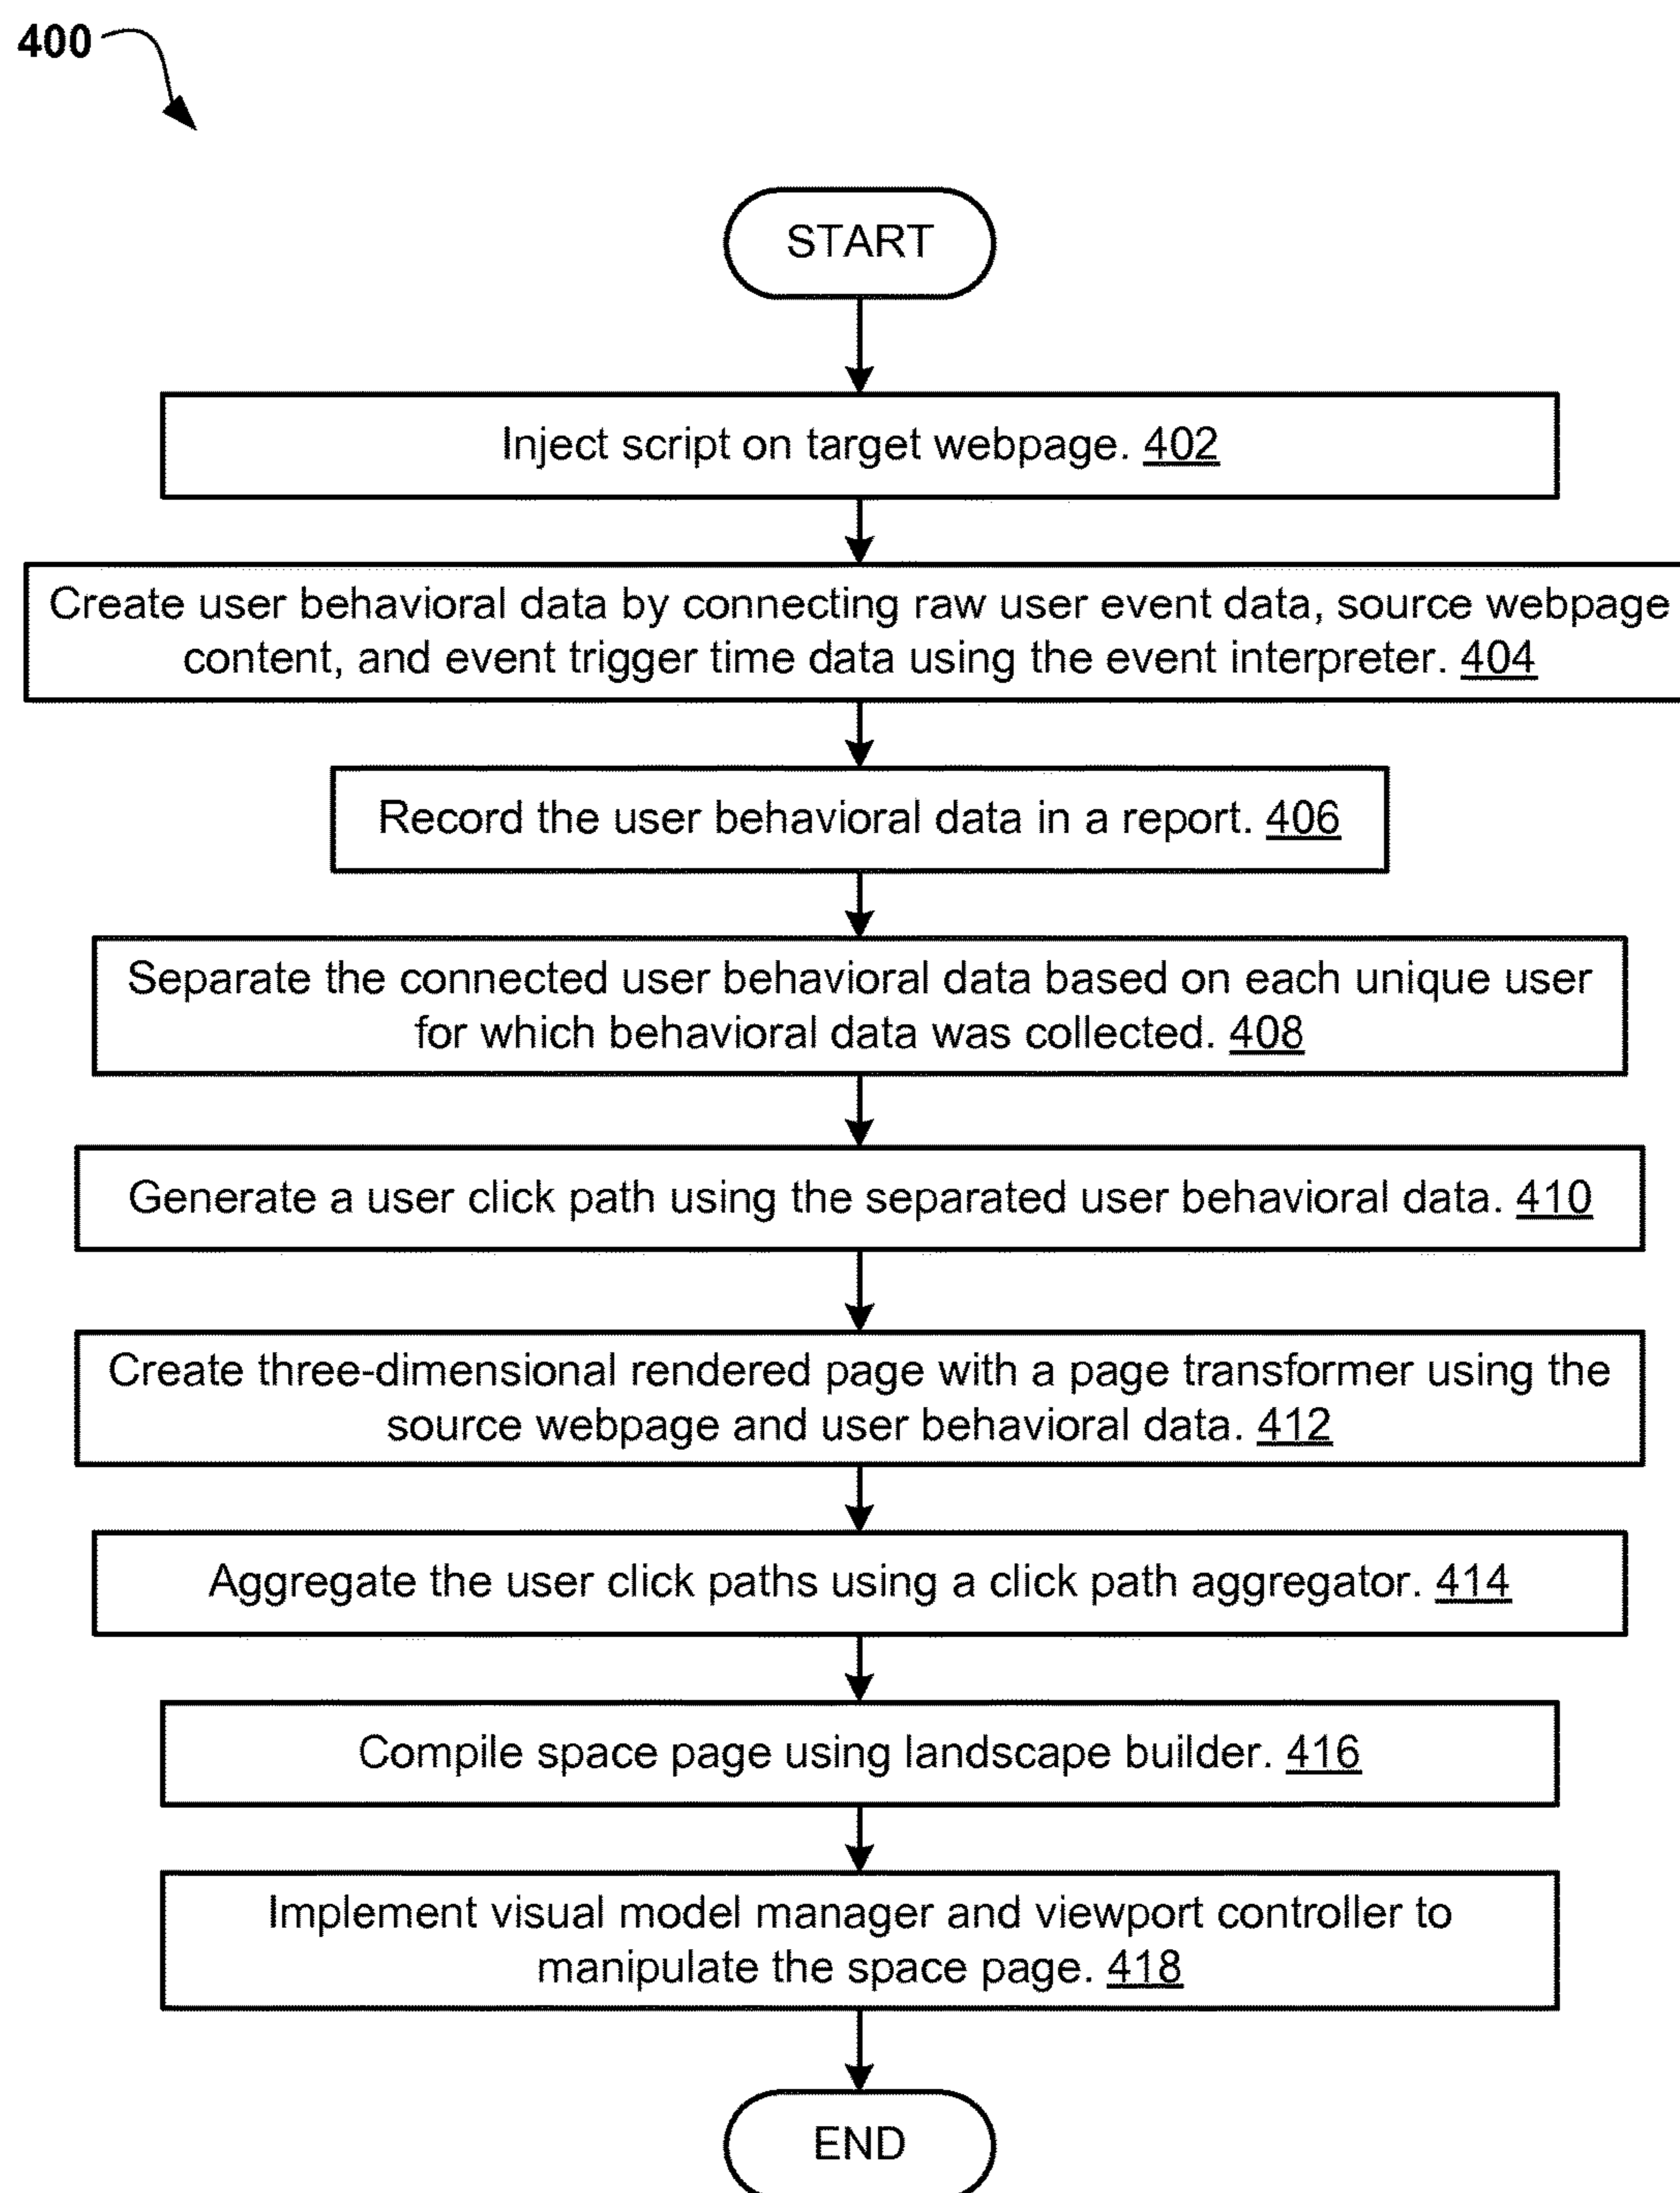 400
START
Inject script on target webpage. 402
Create user behavioral data by connecting raw user event data, source webpage
content, and event trigger time data using the event interpreter. 404
Record the user behavioral data in a report. 406
Separate the connected user behavioral data based on each unique user
for which behavioral data was collected. 408
Generate a user click path using the separated user behavioral data. 410
Create three-dimensional rendered page with a page transformer using the
source webpage and user behavioral data. 412
Aggregate the user click paths using a click path aggregator. 414
Compile space page using landscape builder. 416
Implement visual model manager and viewport controller to
manipulate the space page. 418
END